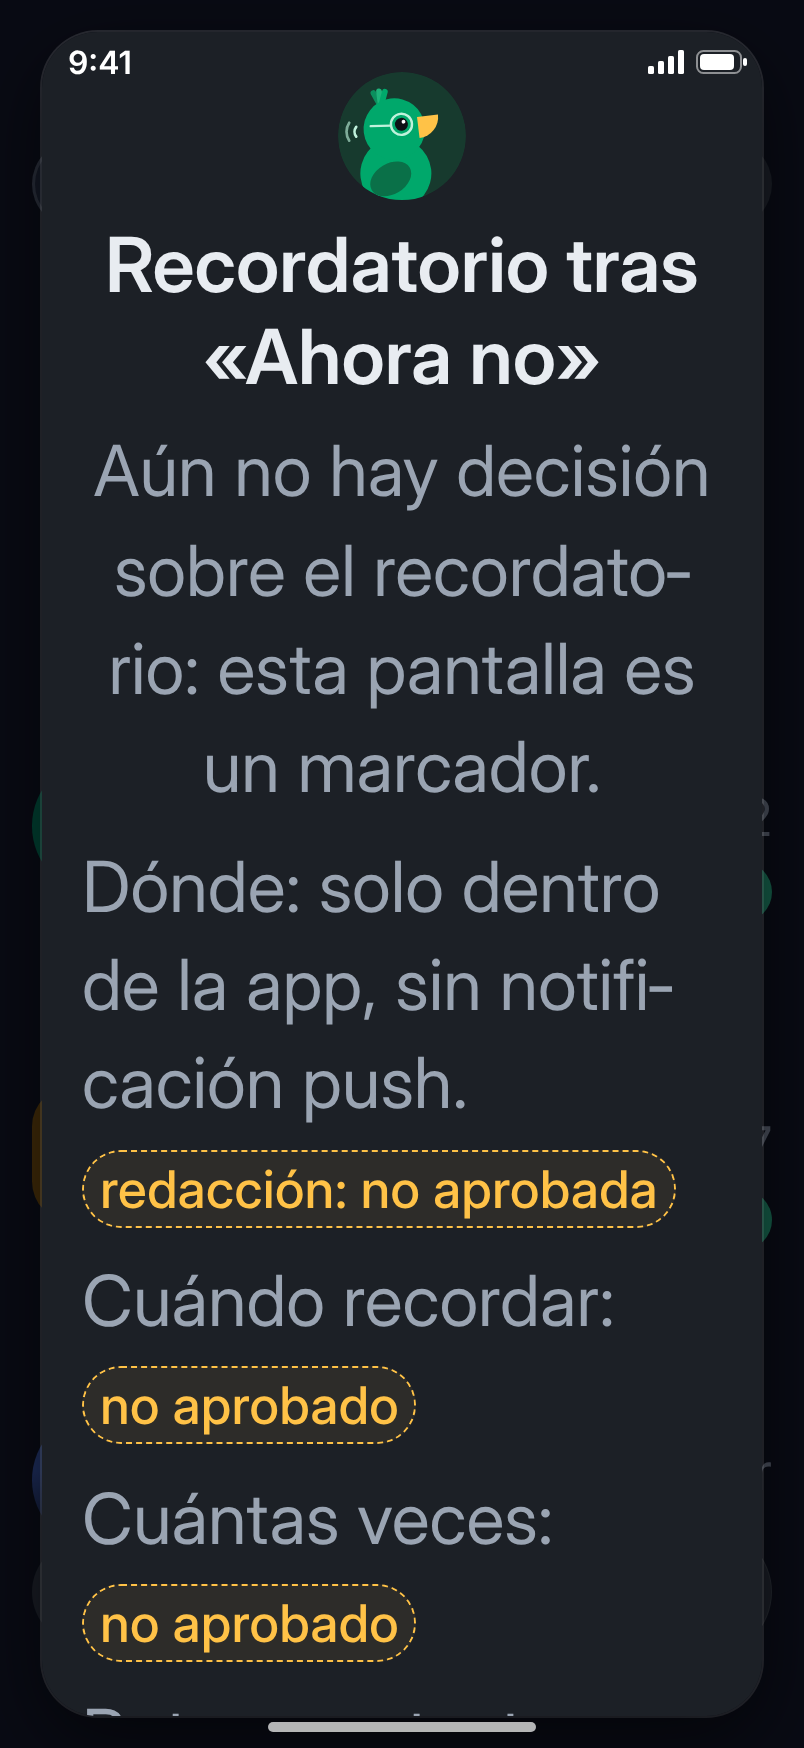 9:41
Recordatorio tras
«Ahora no»
Aún no hay decisión
sobre el recordato-
rio: esta pantalla es
un marcador.
Dónde: solo dentro
de la app, sin notifi-
cación push.
redacción: no aprobada
Cuándo recordar:
no aprobado
Cuántas veces:
no aprobado